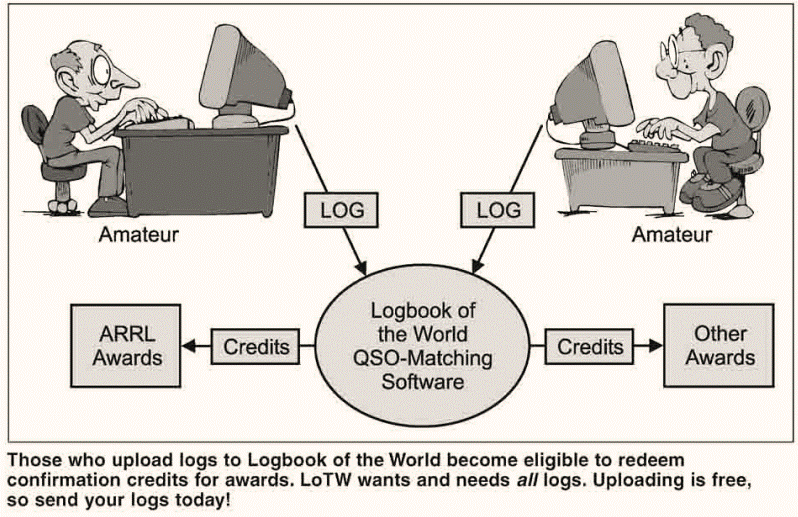 LOG
LOG
Amateur
Amateur
Logbook of
the World
QSO-Matching
Software
ARRL
Awards
Credits
Credits
Other
Awards
Those who upload logs to Logbook of the World become eligible to redeem
confirmation credits for awards. LoTW wants and needs all logs. Uploading is free,
so send your logs today!